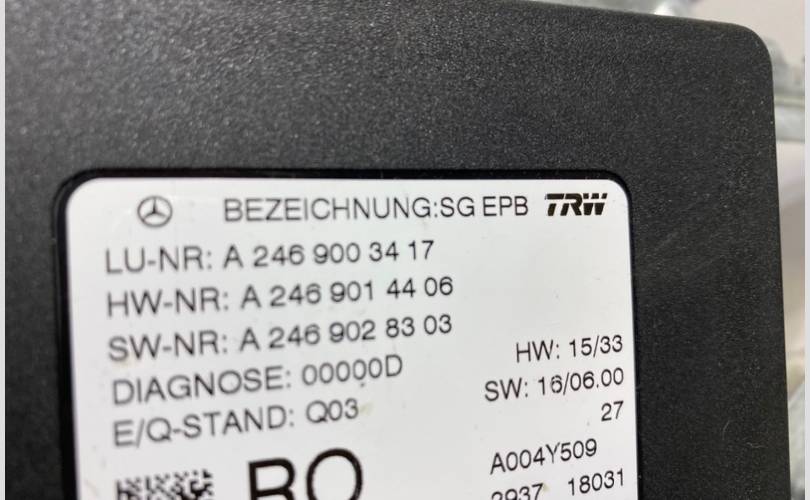 BEZEICHNUNG:SG EPB TRW
LU-NR: A 246 900 34 17
HW-NR: A 246 901 44 06
SW-NR: A 246 902 83 03
DIAGNOSE: 00000D
HW: 15/33
E/Q-STAND: Q03
SW: 16/06.00
27
A004Y509
2937 18031